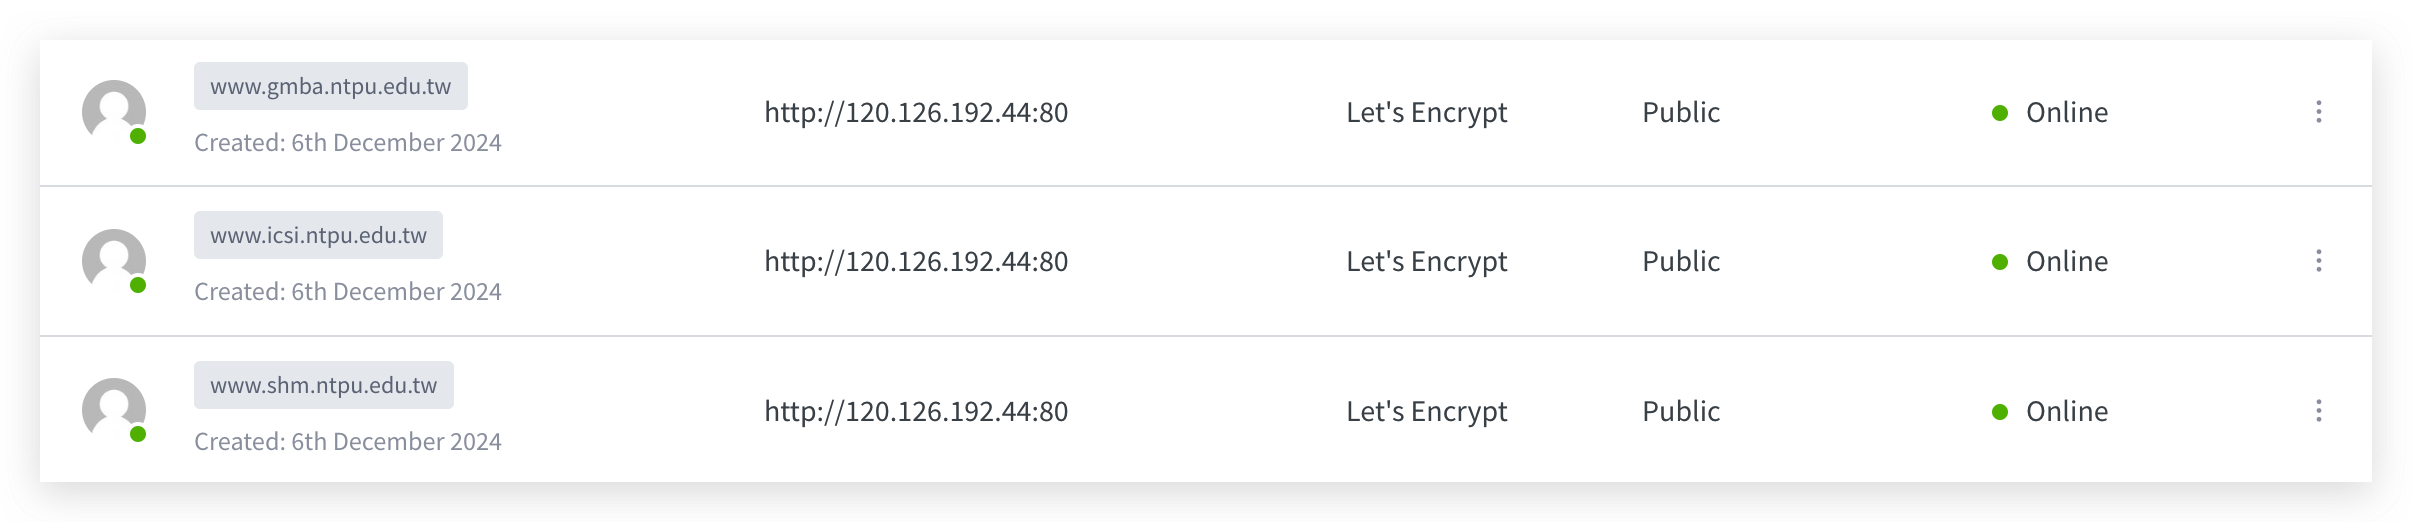 www.gmba.ntpu.edu.tw
Created: 6th December 2024
http://120.126.192.44:80
Let's Encrypt
Public
Online
www.icsi.ntpu.edu.tw
Created: 6th December 2024
http://120.126.192.44:80
Let's Encrypt
Public
Online
www.shm.ntpu.edu.tw
Created: 6th December 2024
http://120.126.192.44:80
Let's Encrypt
Public
Online